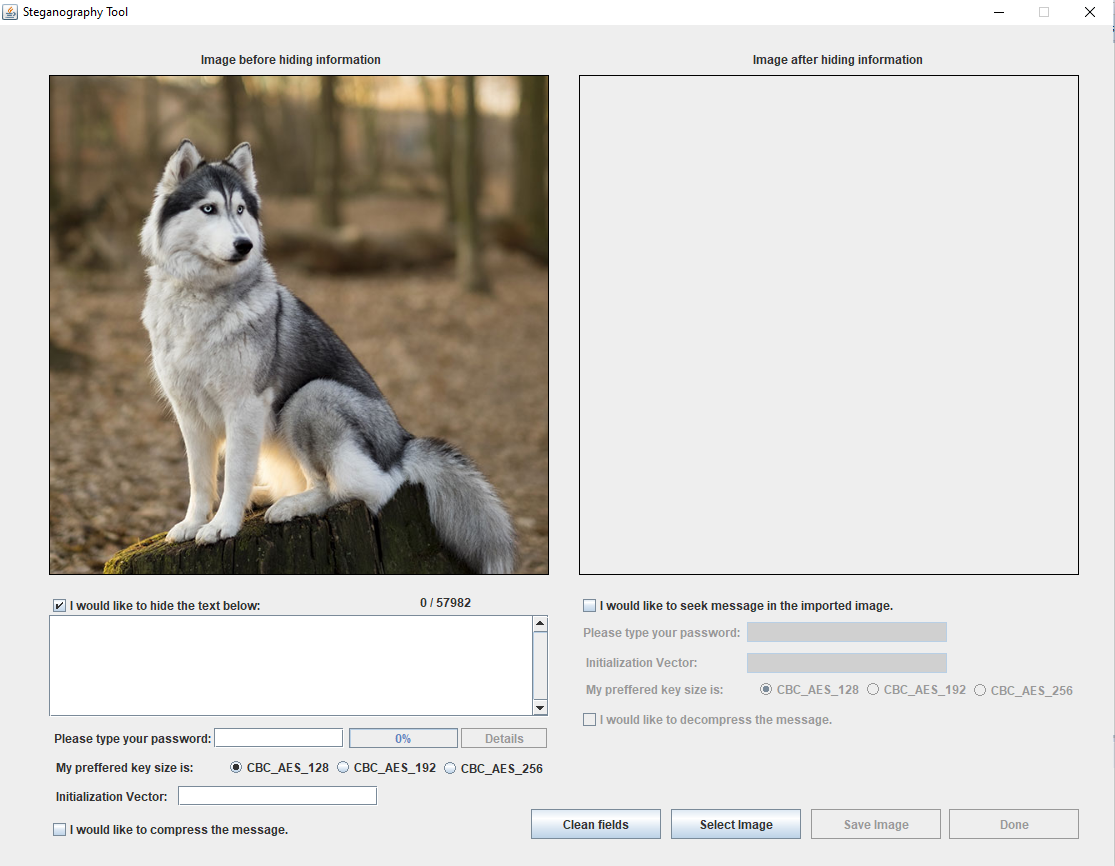 Steganography Tool
Image before hiding information
Image after hiding information
I would like to hide the text below:
0 / 57982
Please type your password:
0%
Details
My preffered key size is:
CBC_AES_128
CBC_AES_192
CBC_AES_256
Initialization Vector:
I would like to compress the message.
I would like to seek message in the imported image.
Please type your password:
Initialization Vector:
My preffered key size is:
CBC_AES_128
CBC_AES_192
CBC_AES_256
I would like to decompress the message.
Clean fields
Select Image
Save Image
Done